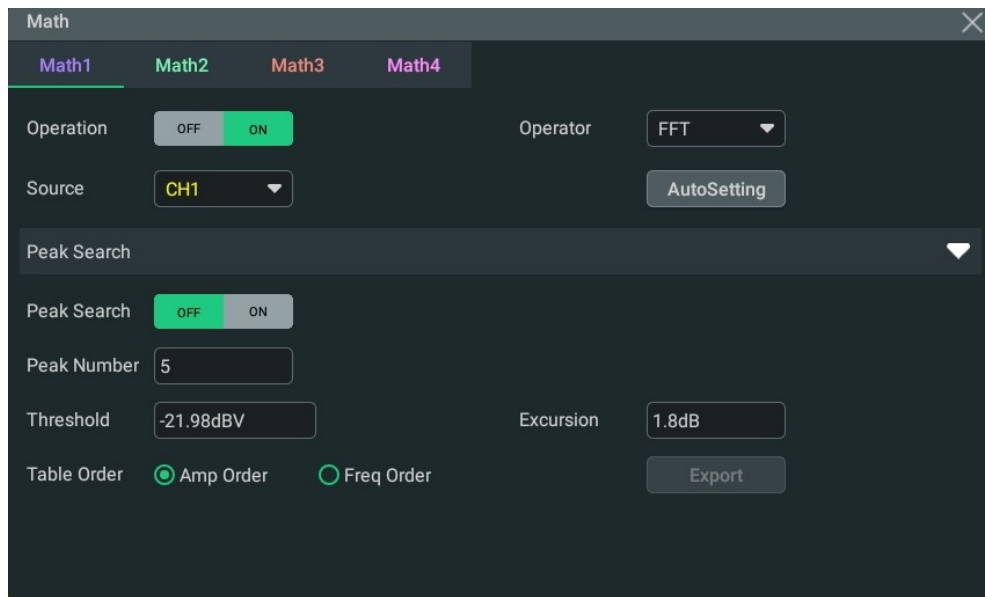 Math
Math1 Math2 Math3 Math4
Operation OFF ON Operator FFT
Source CH1 AutoSetting
Peak Search
Peak Search OFF ON
Peak Number 5
Threshold -21.98dBV Excursion 1.8dB
Table Order Amp Order Freq Order Export